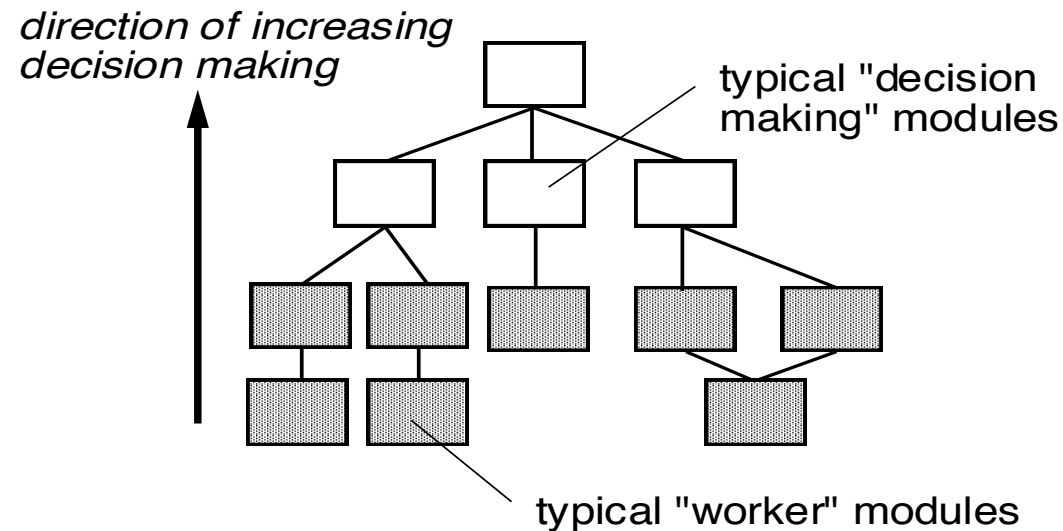 direction of increasing
decision making
typical "decision
making" modules
typical "worker" modules